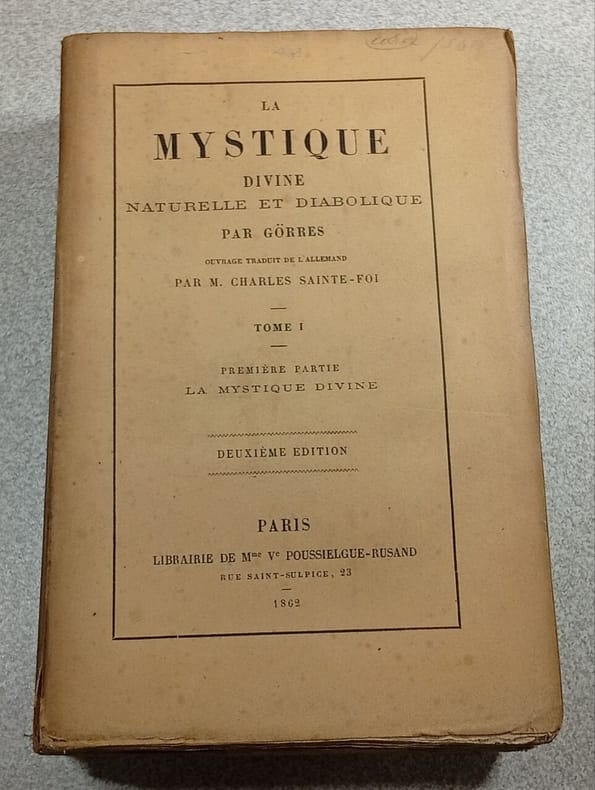 LA
MYSTIQUE
DIVINE
NATURELLE ET DIABOLIQUE
PAR GÖRRES
OUVRAGE TRADUIT DE L'ALLEMAND
PAR M. CHARLES SAINTE-FOI
TOME I
PREMIÈRE PARTIE
LA MYSTIQUE DIVINE
DEUXIÈME EDITION
PARIS
LIBRAIRIE DE Mme Ve POUSSIELGUE-RUSAND
RUE SAINT-SULPICE, 23
1862